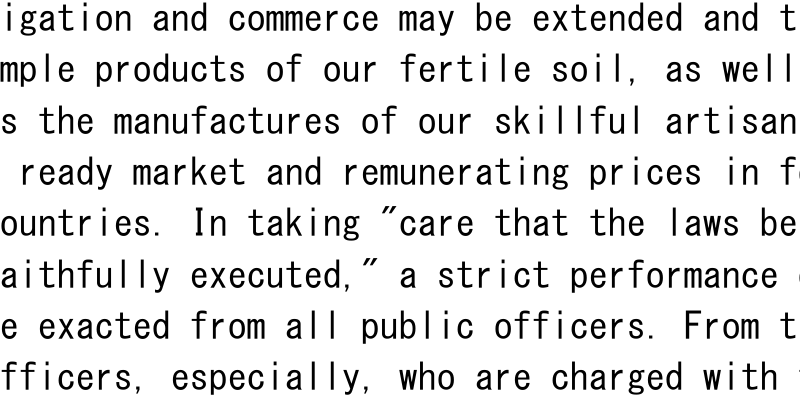 igation and commerce may be extended and t
mple products of our fertile soil, as well
s the manufactures of our skillful artisan
ready market and remunerating prices in f
ountries. In taking "care that the laws be
aithfully executed," a strict performance
e exacted from all public officers. From t
fficers, especially, who are charged with